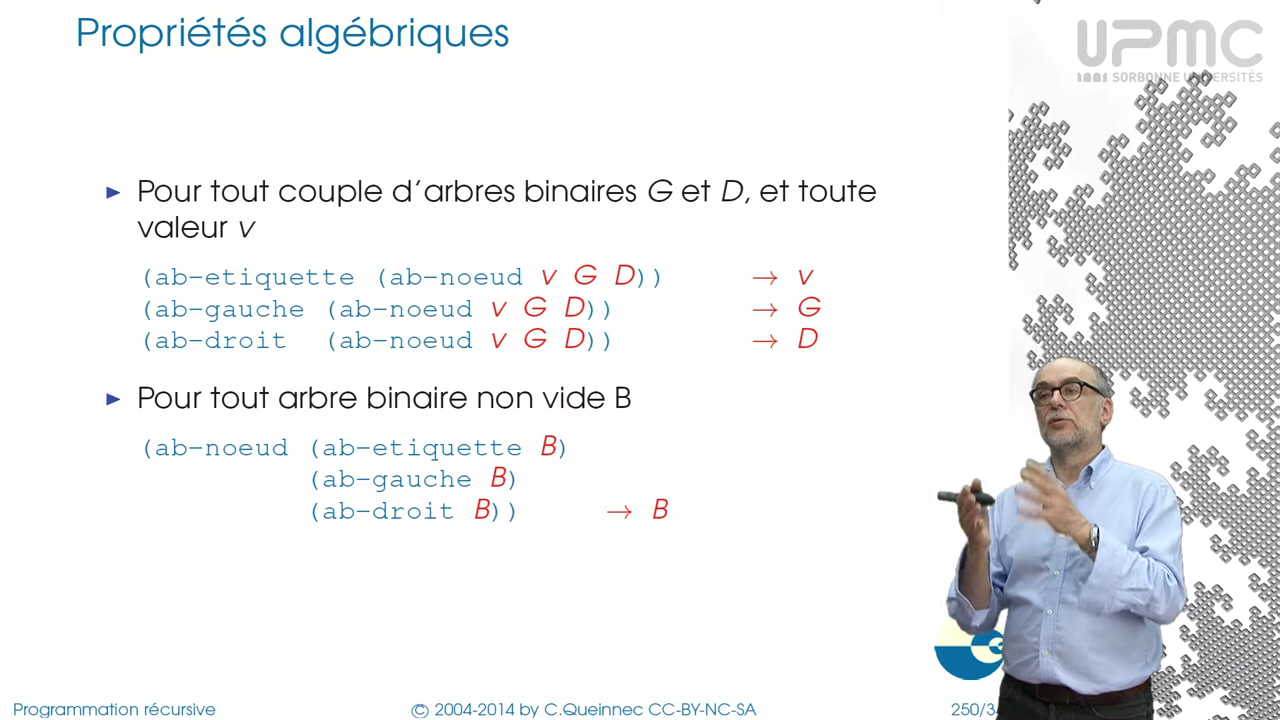 Propriétés algébriques
UPMC
SORBONNE UNIVERSITÉS
Pour tout couple d'arbres binaires G et D, et toute
valeur v
(ab-etiquette (ab-noeud v G D)) → v
(ab-gauche (ab-noeud v G D)) → G
(ab-droit (ab-noeud v G D)) → D
Pour tout arbre binaire non vide B
(ab-noeud (ab-etiquette B)
(ab-gauche B)
(ab-droit B)) → B
Programmation récursive © 2004-2014 by C.Queinnec CC-BY-NC-SA